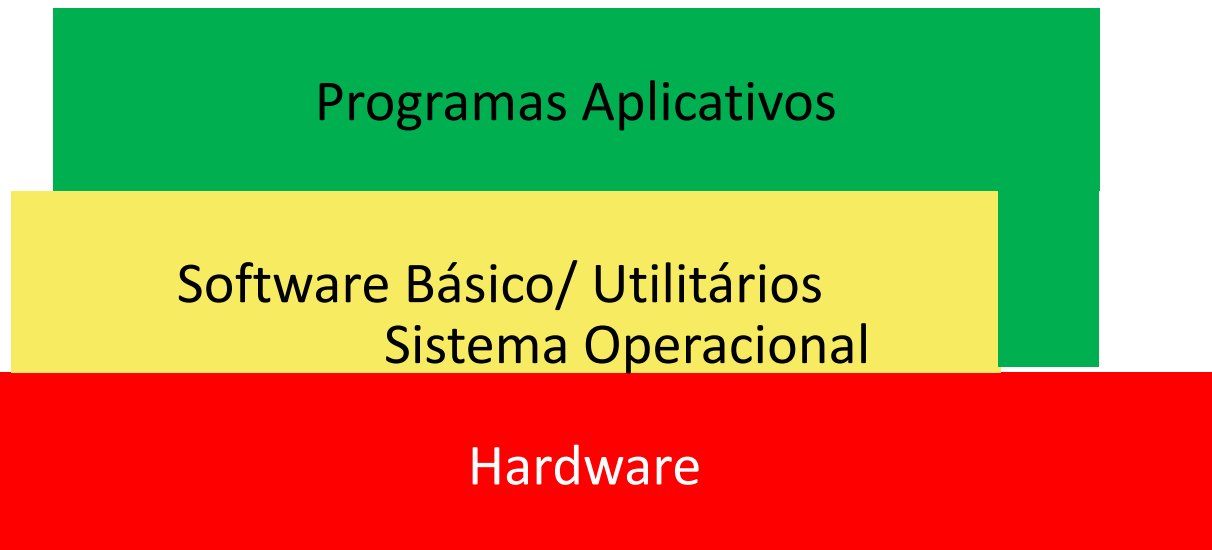 Programas Aplicativos
Software Básico/ Utilitários
Sistema Operacional
Hardware